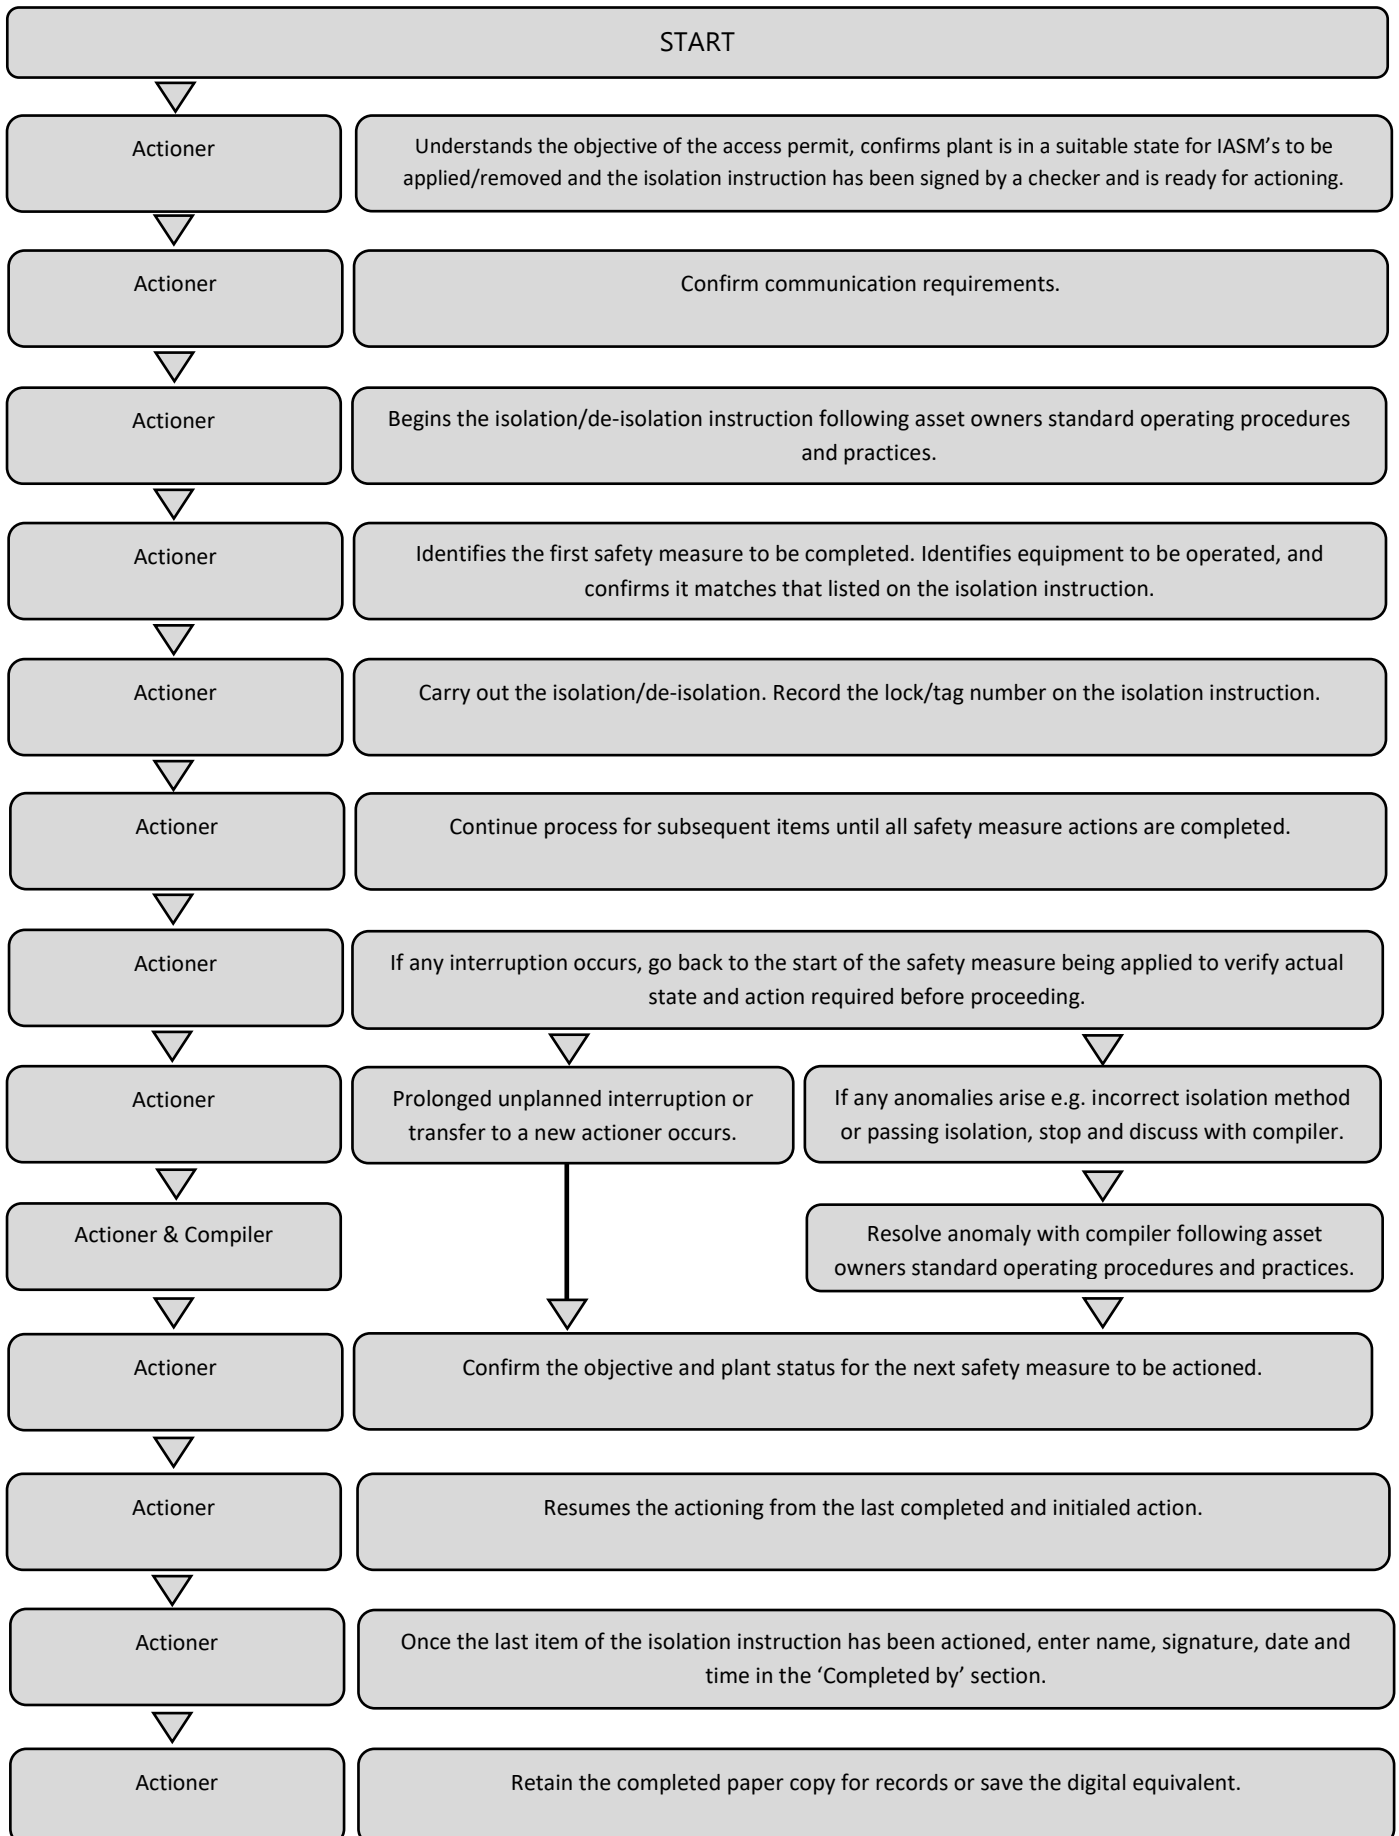 START
Actioner
Understands the objective of the access permit, confirms plant is in a suitable state for IASM’s to be
applied/removed and the isolation instruction has been signed by a checker and is ready for actioning.
Actioner
Confirm communication requirements.
Actioner
Begins the isolation/de-isolation instruction following asset owners standard operating procedures
and practices.
Actioner
Identifies the first safety measure to be completed. Identifies equipment to be operated, and
confirms it matches that listed on the isolation instruction.
Actioner
Carry out the isolation/de-isolation. Record the lock/tag number on the isolation instruction.
Actioner
Continue process for subsequent items until all safety measure actions are completed.
Actioner
If any interruption occurs, go back to the start of the safety measure being applied to verify actual
state and action required before proceeding.
Actioner
Prolonged unplanned interruption or
transfer to a new actioner occurs.
If any anomalies arise e.g. incorrect isolation method
or passing isolation, stop and discuss with compiler.
Actioner & Compiler
Resolve anomaly with compiler following asset
owners standard operating procedures and practices.
Actioner
Confirm the objective and plant status for the next safety measure to be actioned.
Actioner
Resumes the actioning from the last completed and initialed action.
Actioner
Once the last item of the isolation instruction has been actioned, enter name, signature, date and
time in the ‘Completed by’ section.
Actioner
Retain the completed paper copy for records or save the digital equivalent.